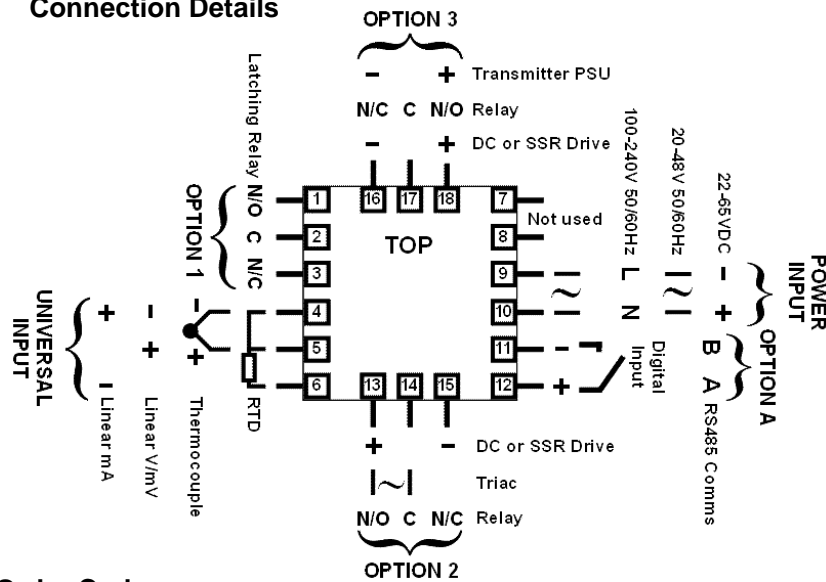 Connection Details
OPTION 3
- + Transmitter PSU
N/C C N/O Relay
- + DC or SSR Drive
16 17 18
TOP
Latching Relay
N/O C N/C
OPTION 1
1
2
3
4
5
6
7
8
Not used
9
10
11
12
13 14 15
UNIVERSAL
INPUT
+ - Linear mA
- + Linear V/mV
- + Thermocouple
RTD
~
L N
100-240V 50/60Hz
~
20-48V 50/60Hz
- +
22-65VDC
POWER
INPUT
- +
Digital
Input
B A RS485 Comms
OPTION A
+ - DC or SSR Drive
~ Triac
N/O C N/C Relay
OPTION 2